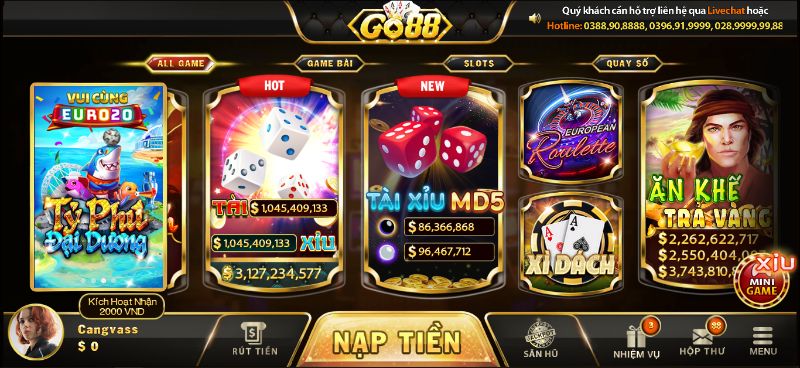 GO88
Quý khách cần hỗ trợ liên hệ qua Livechat hoặc
Hotline: 0388,90,8888, 0396,91,9999, 028,9999,99,88
ALL GAME
GAME BÀI
SLOTS
QUAY SỐ
VUI CÙNG
EURO20
Tỷ Phú
Đại Dương
HOT
TÀI $ 1,045,409,133
$ 1,045,409,133 XỈU
$ 3,127,234,577
NEW
TÀI XỈU MD5
$ 86,366,868
$ 96,467,712
EUROPEAN
Roulette
XÌ DÁCH
ĂN KHẾ
TRẢ VÀNG
$ 2,262,622,717
$ 2,550,404,0
$ 3,743,810,8
xỉu
MINI
GAME
Kích Hoạt Nhận
2000 VND
Cangvass
$ 0
RÚT TIỀN
NẠP TIỀN
SĂN HŨ
3
NHIỆM VỤ
88
HỘP THƯ
MENU